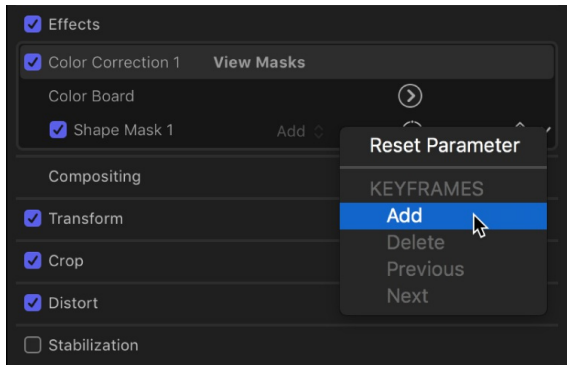 Effects
Color Correction 1 View Masks
Color Board
Shape Mask 1 Add
Reset Parameter
Compositing
KEYFRAMES
Transform
Add
Delete
Crop
Previous
Next
Distort
Stabilization